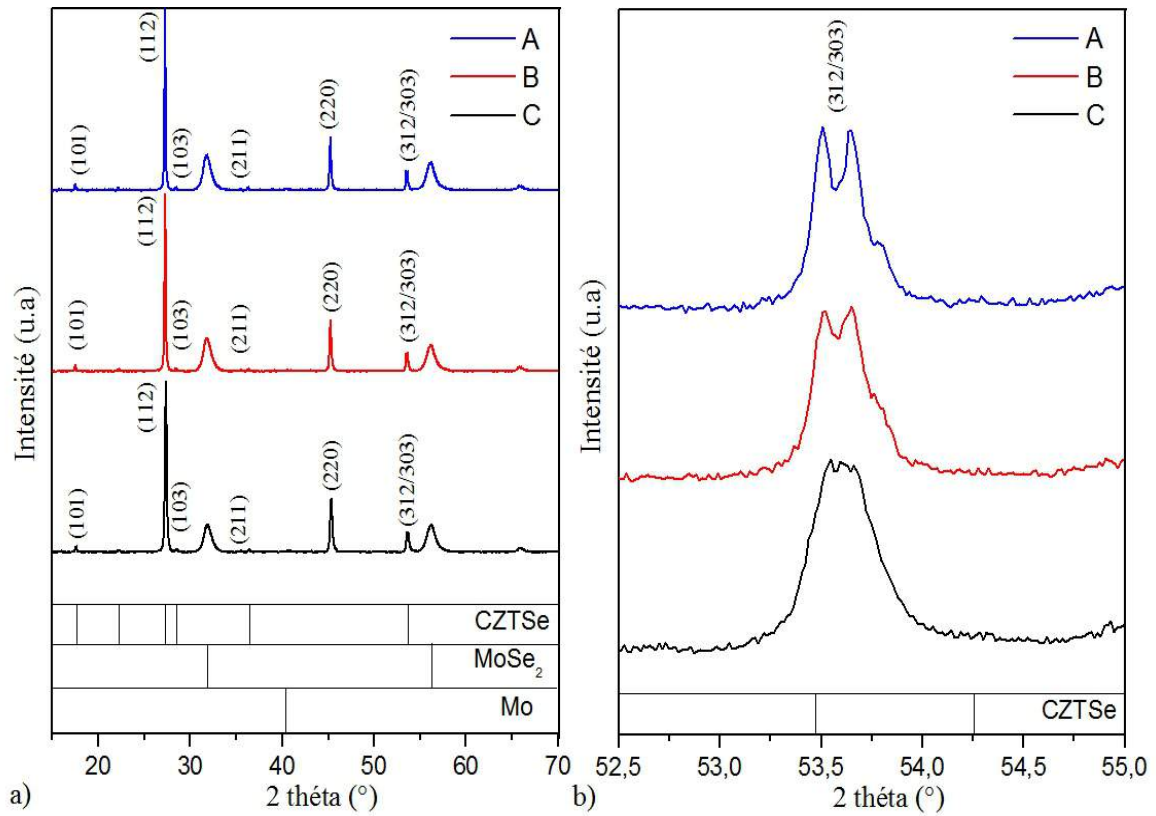 A
B
C
(101)
(112)
(103)
(211)
(220)
(312/303)
(101)
(112)
(103)
(211)
(220)
(312/303)
(101)
(112)
(103)
(211)
(220)
(312/303)
Intensité (u.a)
CZTSe
MoSe₂
Mo
20 30 40 50 60 70
2 théta (°)
a)
A
B
C
(312/303)
Intensité (u.a)
CZTSe
52,5 53,0 53,5 54,0 54,5 55,0
2 théta (°)
b)